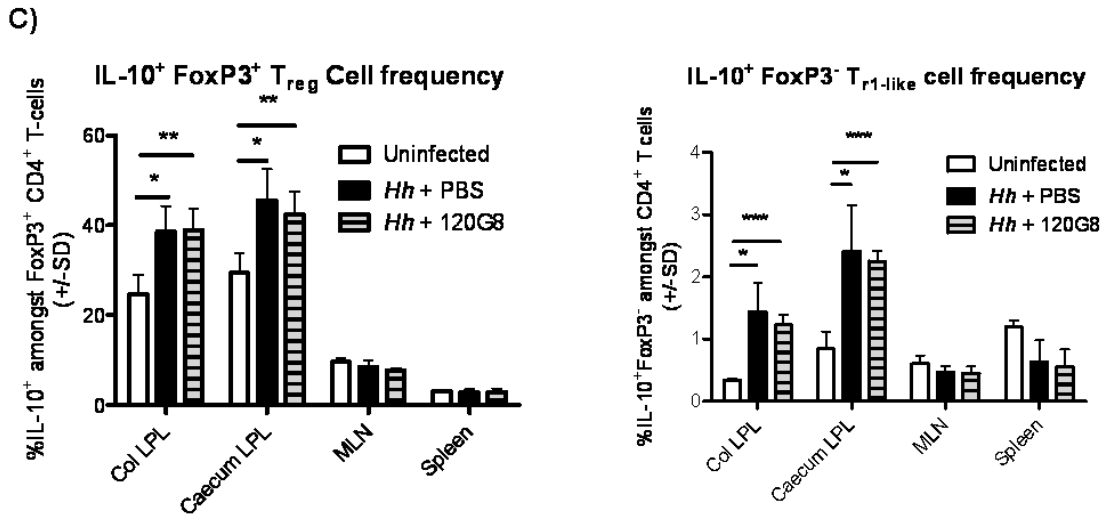 C)
IL-10⁺ FoxP3⁺ Treg Cell frequency
%IL-10⁺ amongst FoxP3⁺ CD4⁺ T-cells
(+/-SD)
60
40
20
0
*
**
*
**
Uninfected
Hh + PBS
Hh + 120G8
Col LPL
Caecum LPL
MLN
Spleen
IL-10⁺ FoxP3⁻ Tr1-like cell frequency
%IL-10⁺FoxP3⁻ amongst CD4⁺ T cells
(+/-SD)
4
3
2
1
0
*
***
*
***
Uninfected
Hh + PBS
Hh + 120G8
Col LPL
Caecum LPL
MLN
Spleen